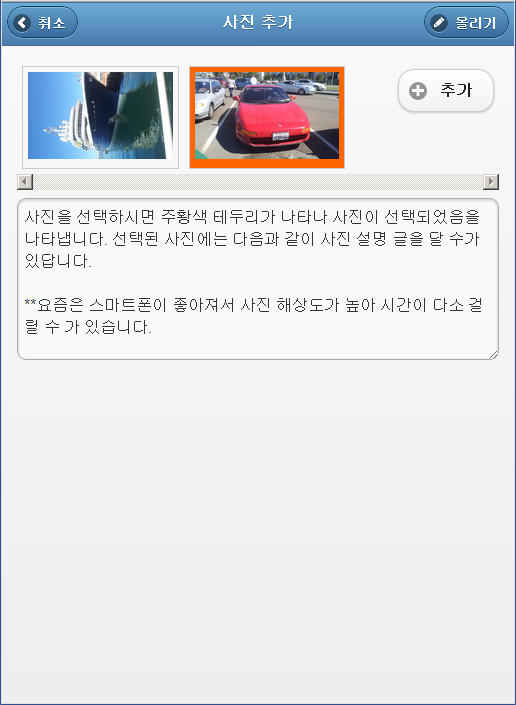 취소
사진 추가
올리기
추가
사진을 선택하시면 주황색 테두리가 나타나 사진이 선택되었음을
나타냅니다. 선택된 사진에는 다음과 같이 사진 설명 글을 달 수가
있답니다.
**요즘은 스마트폰이 좋아져서 사진 해상도가 높아 시간이 다소 걸
릴 수 가 있습니다.